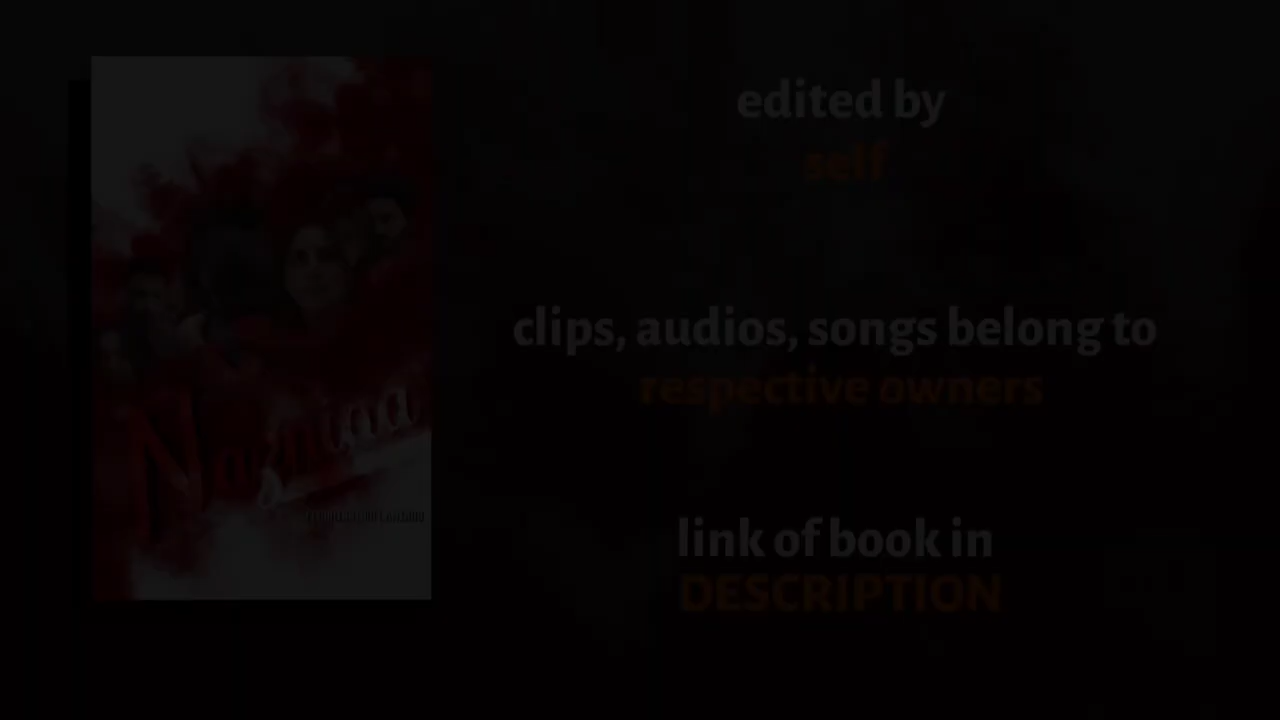 edited by
self
clips, audios, songs belong to
respective owners
link of book in
DESCRIPTION